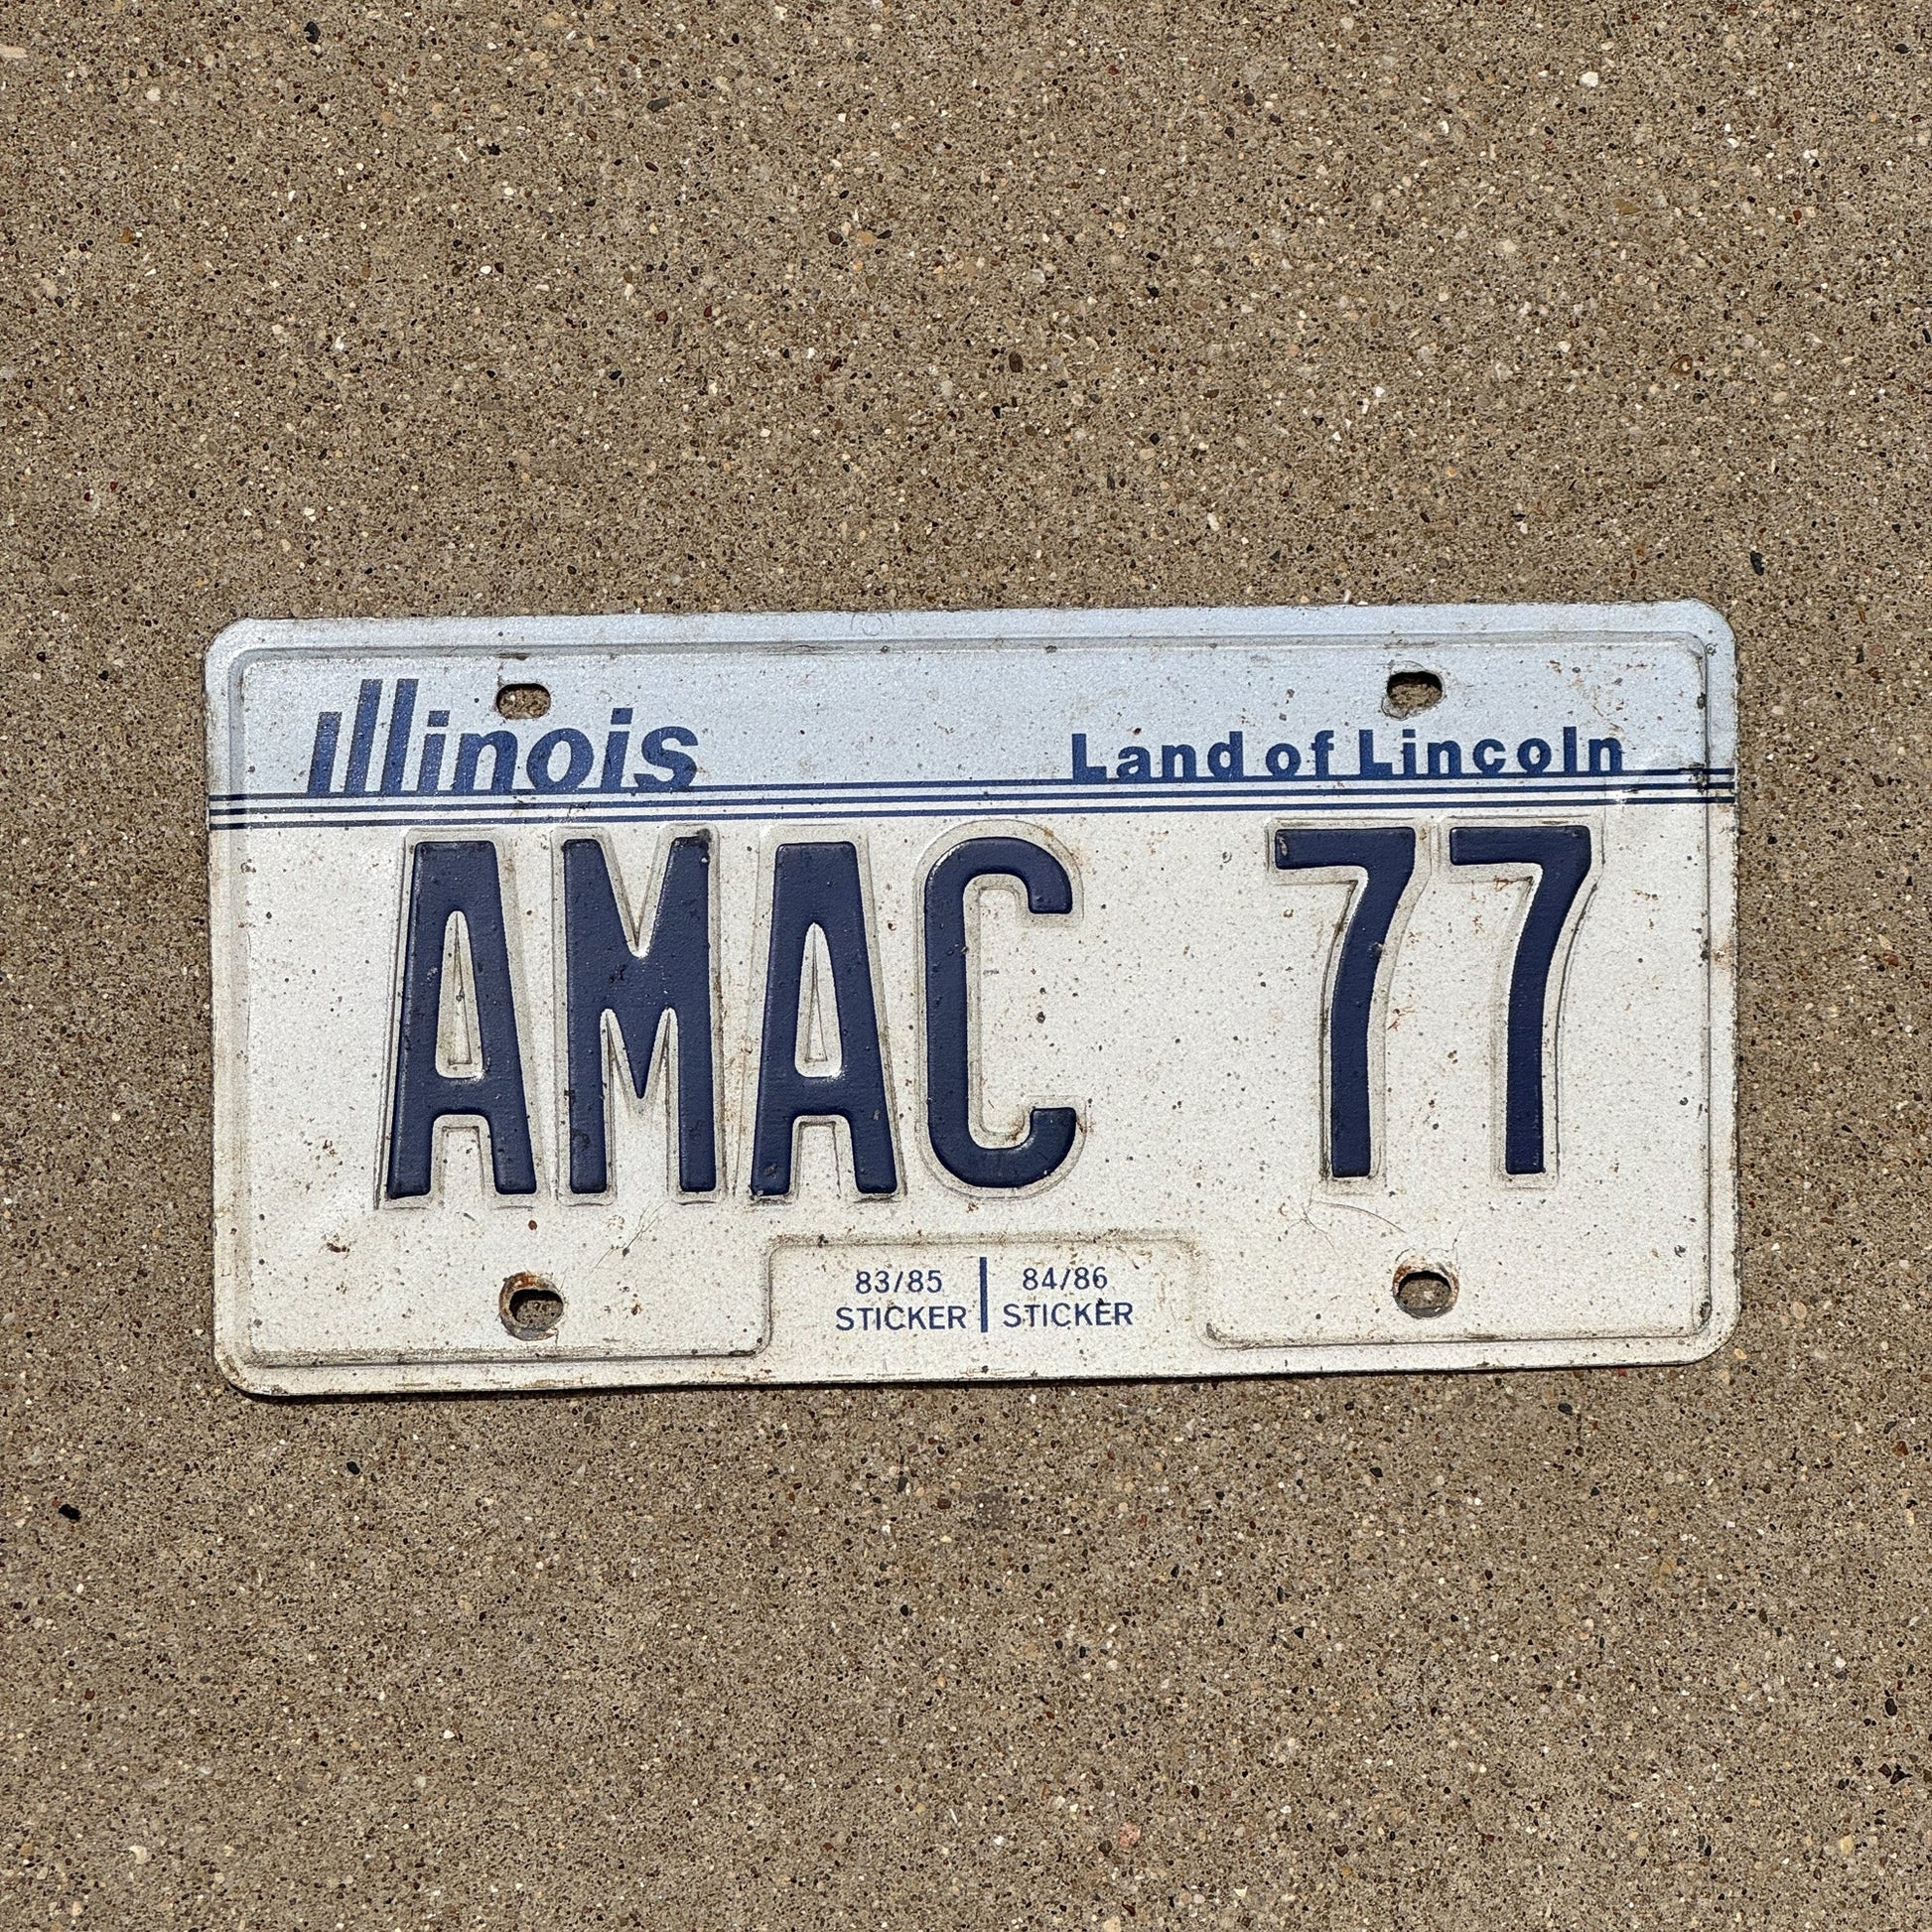 Illinois Land of Lincoln
AMAC 77
83/85 84/86
STICKER STICKER